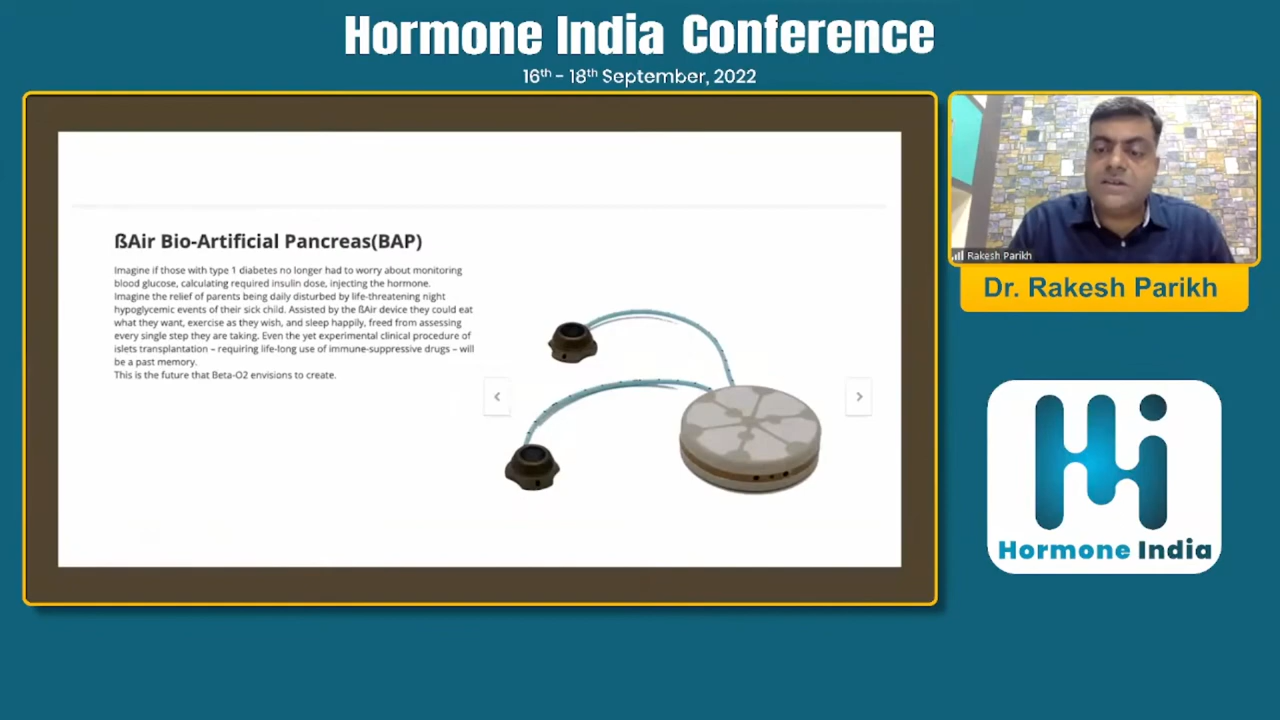 Hormone India Conference
16th - 18th September, 2022
ßAir Bio-Artificial Pancreas(BAP)
Imagine if those with type 1 diabetes no longer had to worry about monitoring
blood glucose, calculating required insulin dose, injecting the hormone.
Imagine the relief of parents being daily disturbed by life-threatening night
hypoglycemic events of their sick child. Assisted by the ßAir device they could eat
what they want, exercise as they wish, and sleep happily, freed from assessing
every single step they are taking. Even the yet experimental clinical procedure of
islets transplantation – requiring life-long use of immune-suppressive drugs – will
be a past memory.
This is the future that Beta-O2 envisions to create.
Rakesh Parikh
Dr. Rakesh Parikh
Hi
Hormone India